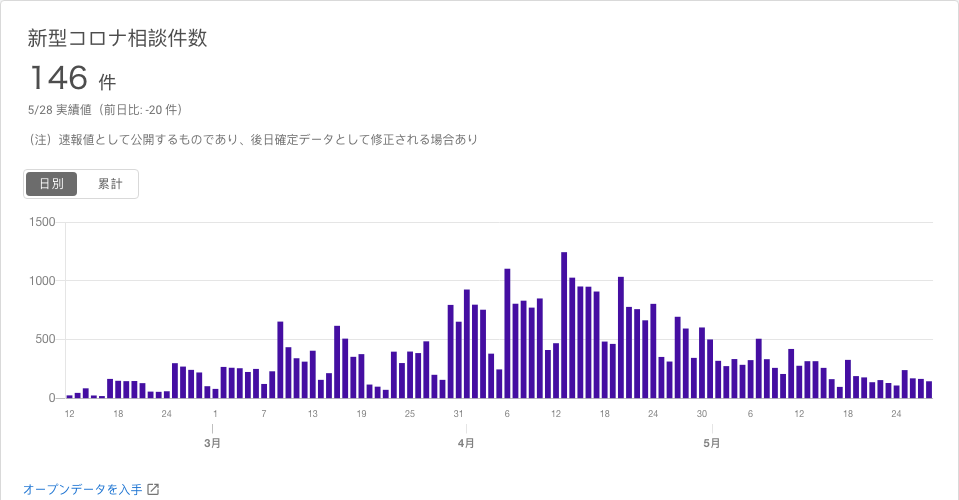 新型コロナ相談件数
146 件
5/28 実績値（前日比: -20 件）
（注）速報値として公開するものであり、後日確定データとして修正される場合あり
日別 累計
1500
1000
500
0
12 18 24 1 7 13 19 25 31 6 12 18 24 30 6 12 18 24
3月 4月 5月
オープンデータを入手